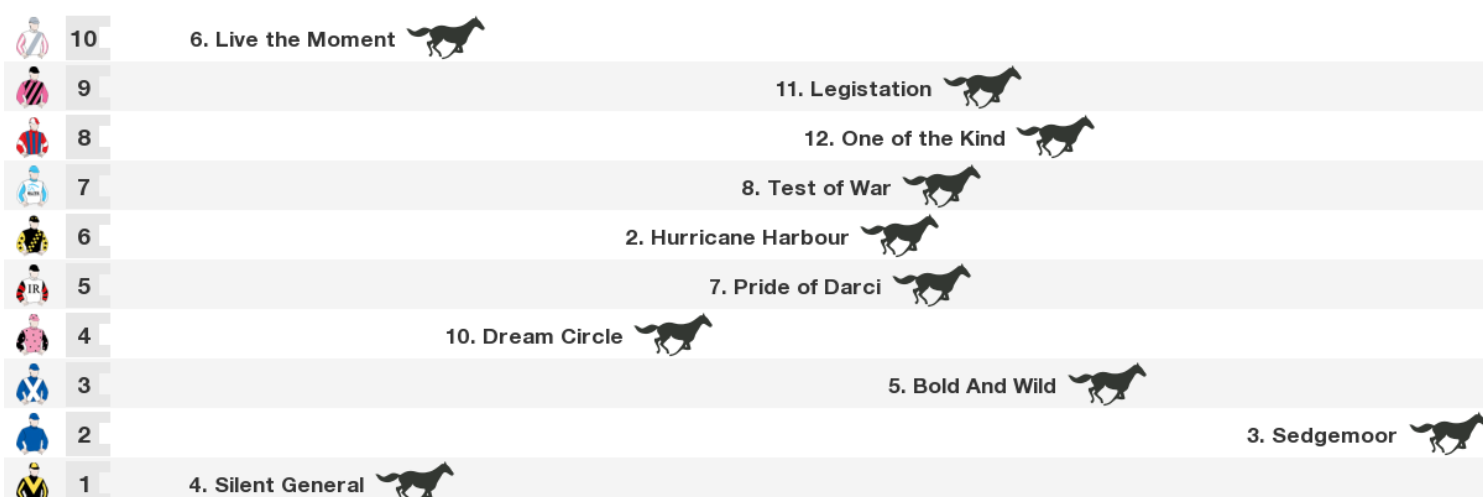 10 6. Live the Moment
9 11. Legistation
8 12. One of the Kind
7 8. Test of War
6 2. Hurricane Harbour
IR 5 7. Pride of Darci
4 10. Dream Circle
3 5. Bold And Wild
2 3. Sedgemoor
1 4. Silent General